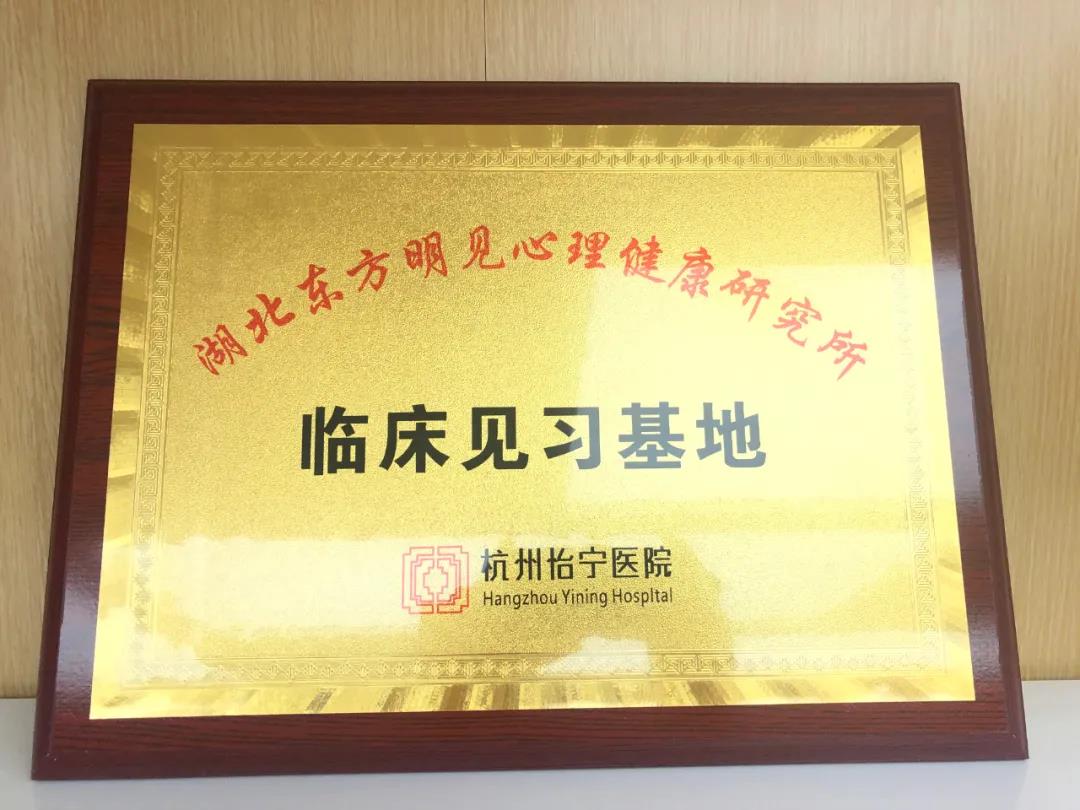 湖北东方明见心理健康研究所
临床见习基地
杭州怡宁医院
Hangzhou Yining Hospital